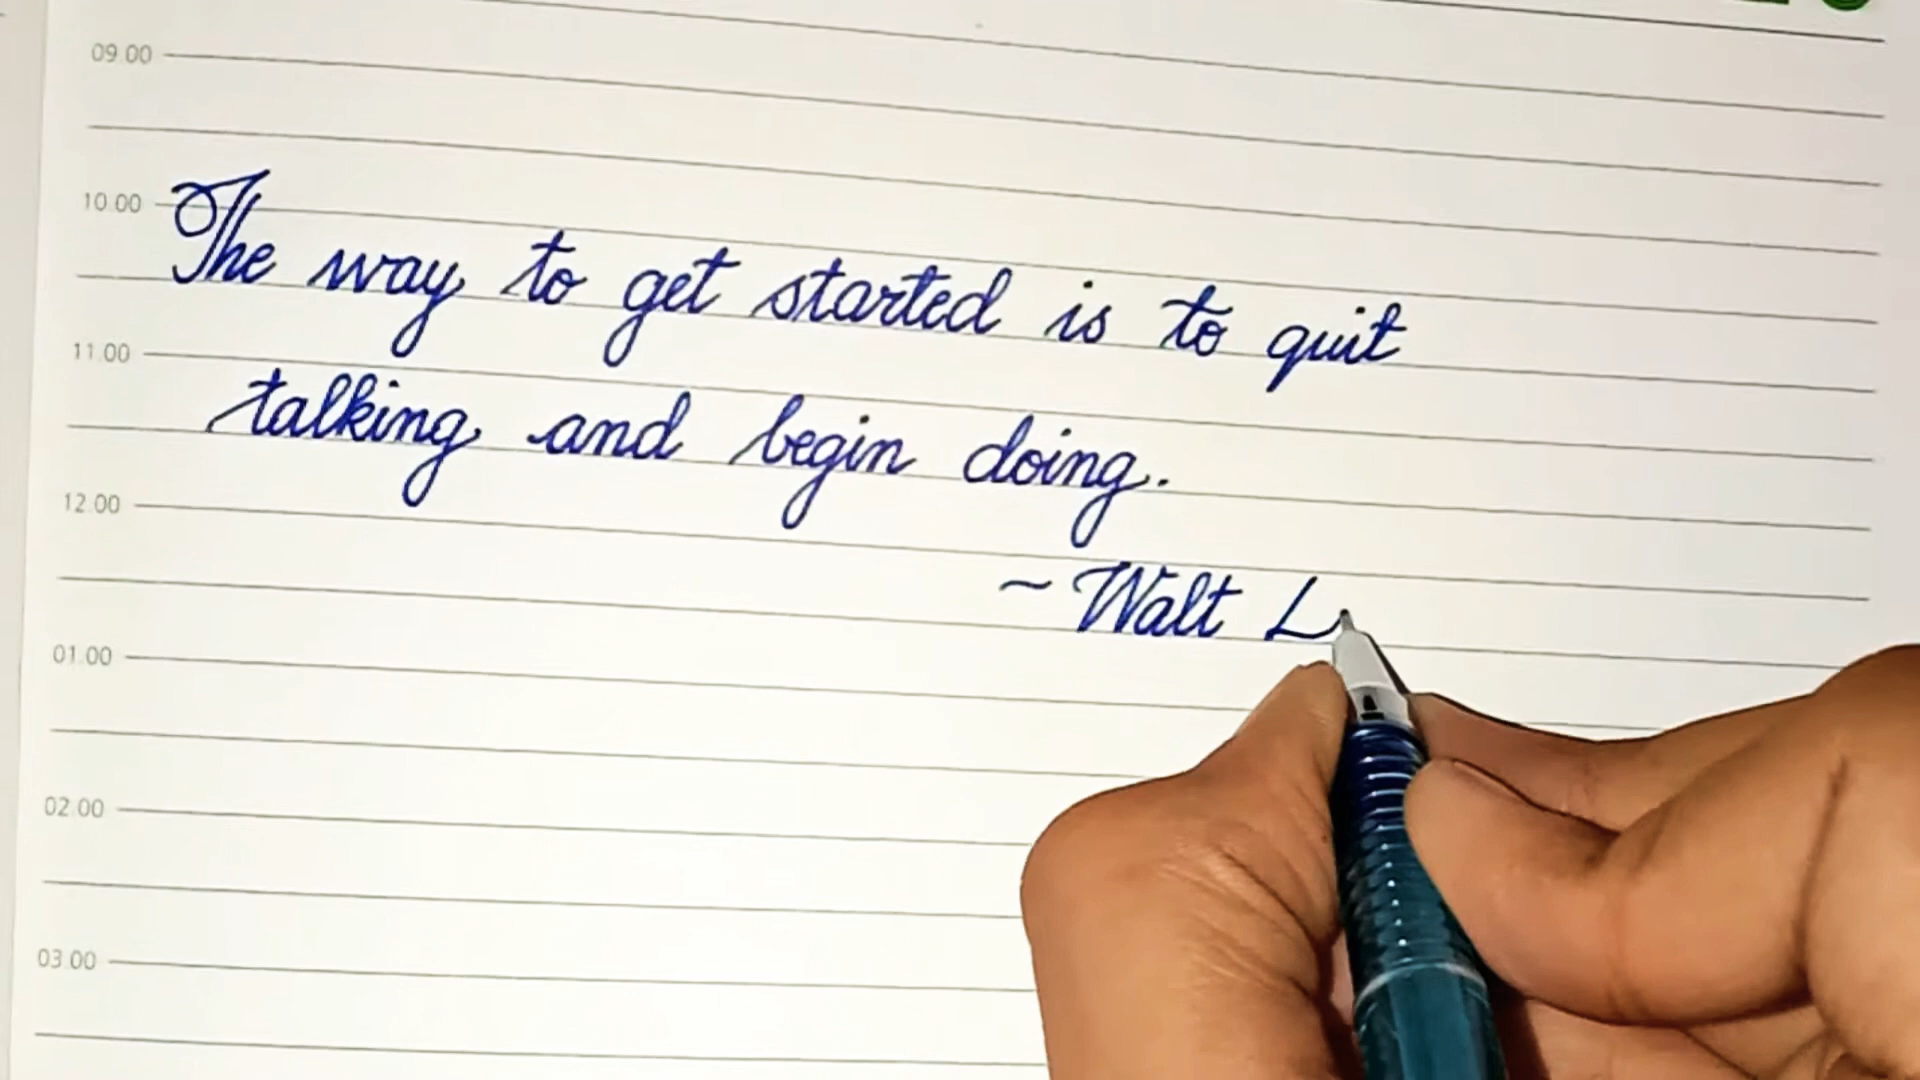 09.00
10.00
The way to get started is to quit
11.00
talking and begin doing.
12.00
~ Walt
01.00
02.00
03.00